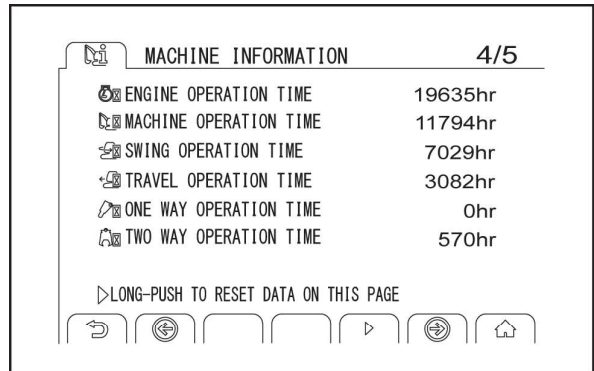 MACHINE INFORMATION 4/5
ENGINE OPERATION TIME 19635hr
MACHINE OPERATION TIME 11794hr
SWING OPERATION TIME 7029hr
TRAVEL OPERATION TIME 3082hr
ONE WAY OPERATION TIME 0hr
TWO WAY OPERATION TIME 570hr
▷LONG-PUSH TO RESET DATA ON THIS PAGE